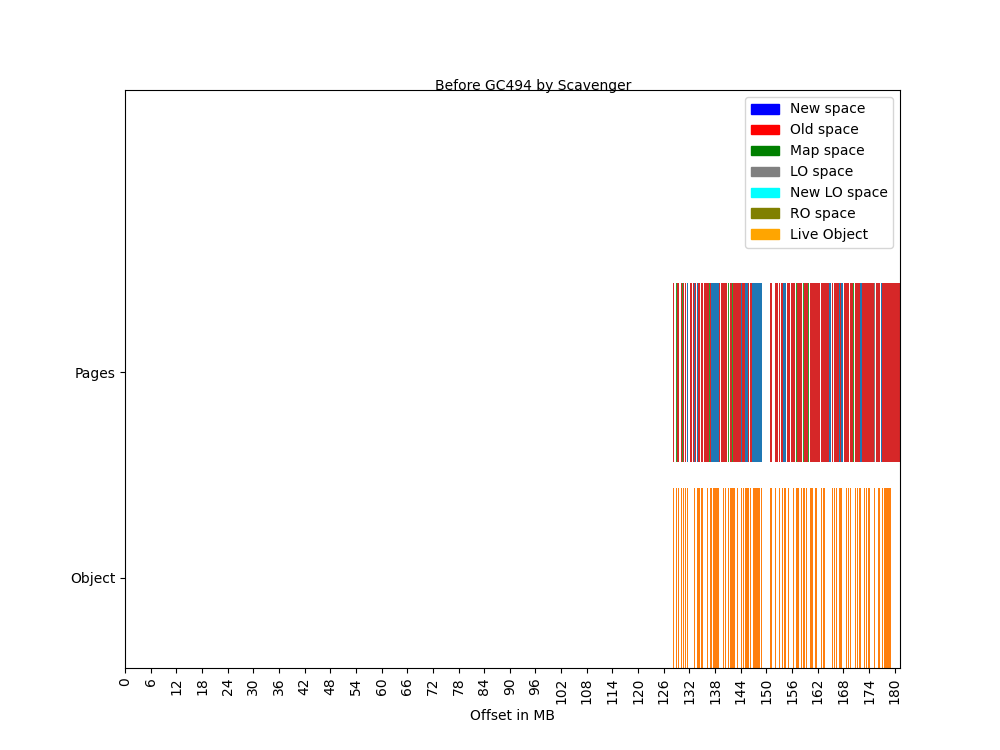 Before GC494 by Scavenger
New space
Old space
Map space
LO space
New LO space
RO space
Live Object
Pages
Object
0 6 12 18 24 30 36 42 48 54 60 66 72 78 84 90 96 102 108 114 120 126 132 138 144 150 156 162 168 174 180
Offset in MB